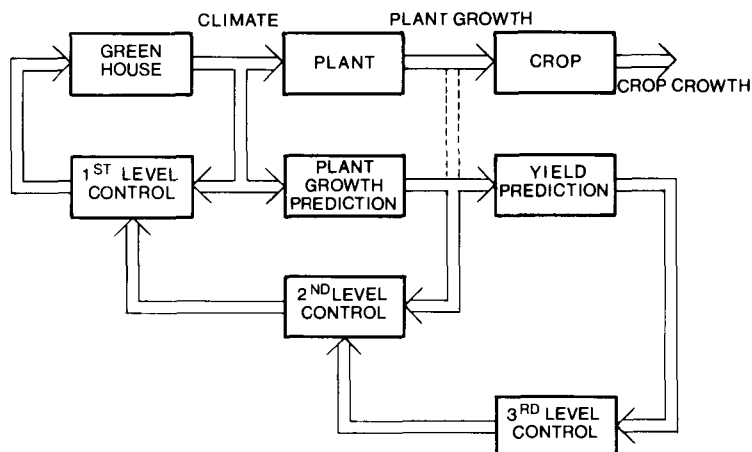 CLIMATE
PLANT GROWTH
GREEN
HOUSE
PLANT
CROP
CROP GROWTH
1ST LEVEL
CONTROL
PLANT
GROWTH
PREDICTION
YIELD
PREDICTION
2ND LEVEL
CONTROL
3RD LEVEL
CONTROL